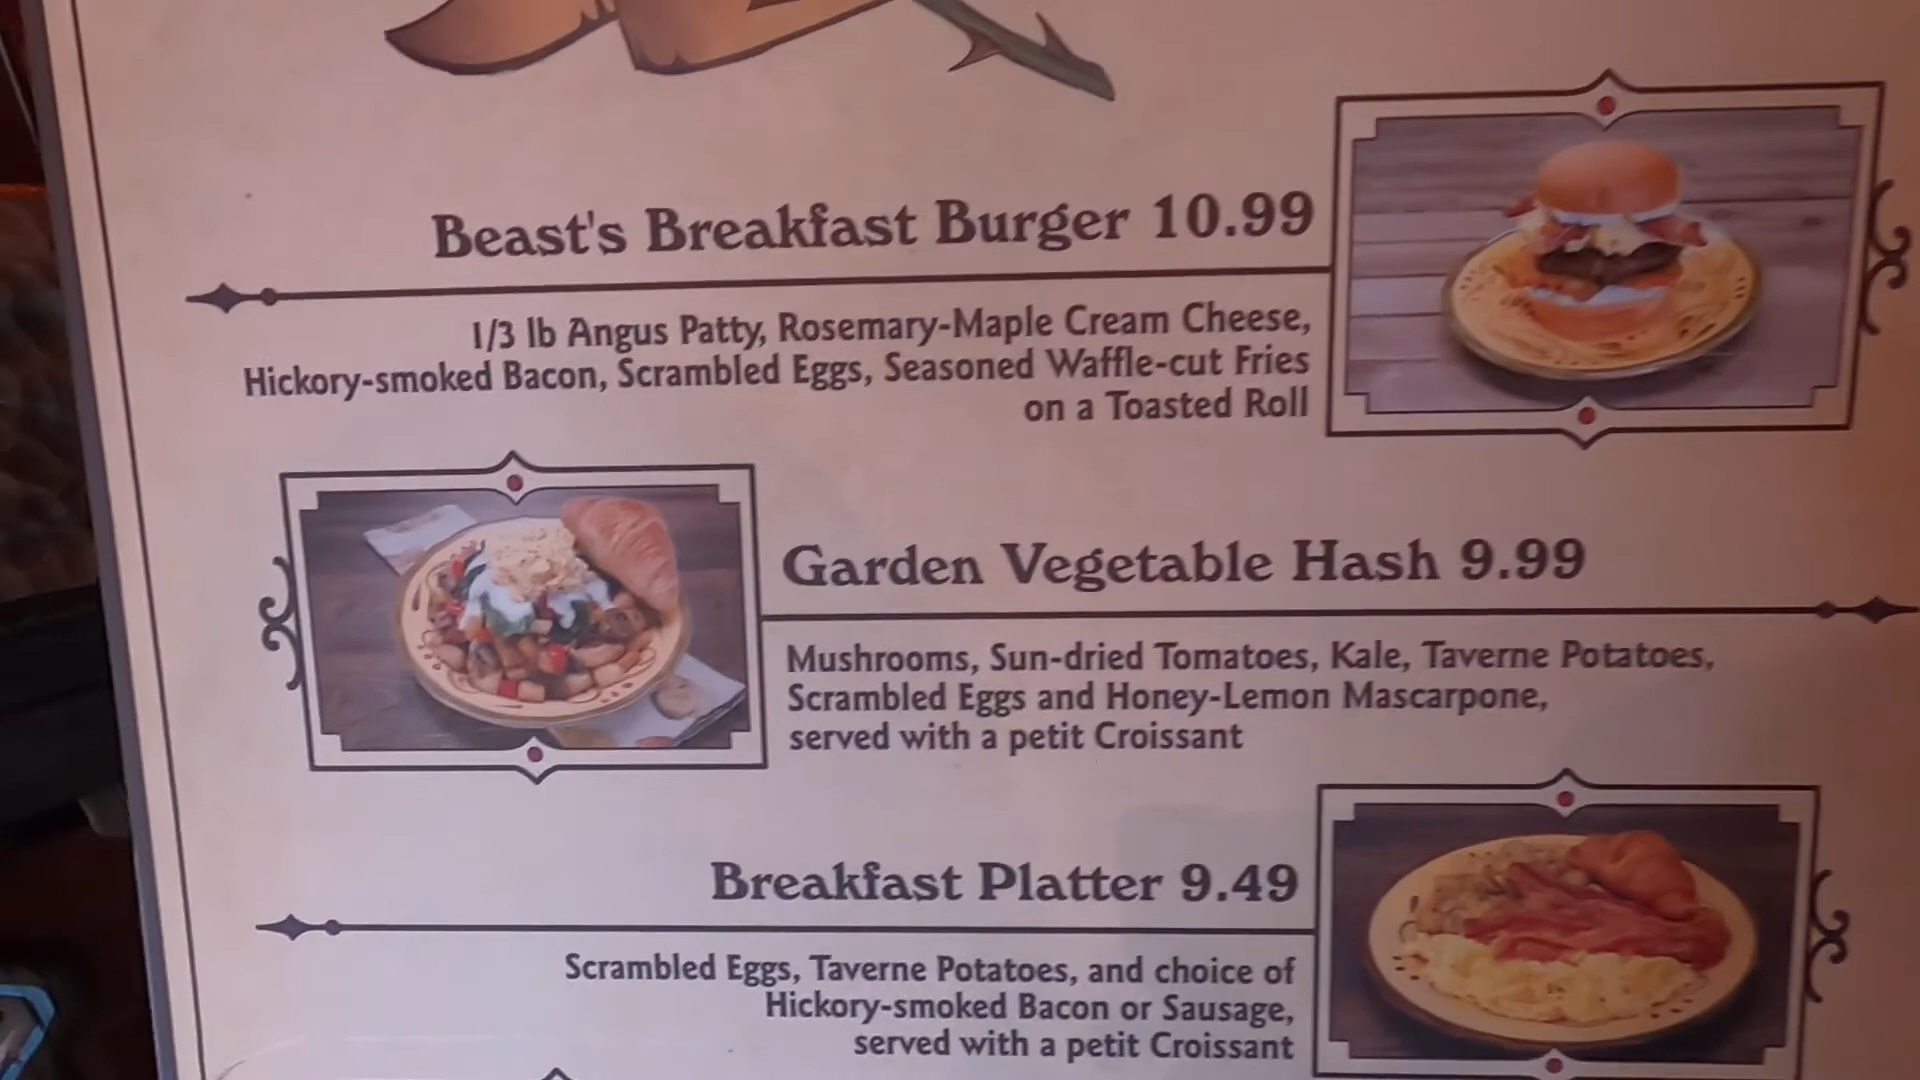 Beast's Breakfast Burger 10.99
1/3 lb Angus Patty, Rosemary-Maple Cream Cheese,
Hickory-smoked Bacon, Scrambled Eggs, Seasoned Waffle-cut Fries
on a Toasted Roll
Garden Vegetable Hash 9.99
Mushrooms, Sun-dried Tomatoes, Kale, Taverne Potatoes,
Scrambled Eggs and Honey-Lemon Mascarpone,
served with a petit Croissant
Breakfast Platter 9.49
Scrambled Eggs, Taverne Potatoes, and choice of
Hickory-smoked Bacon or Sausage,
served with a petit Croissant